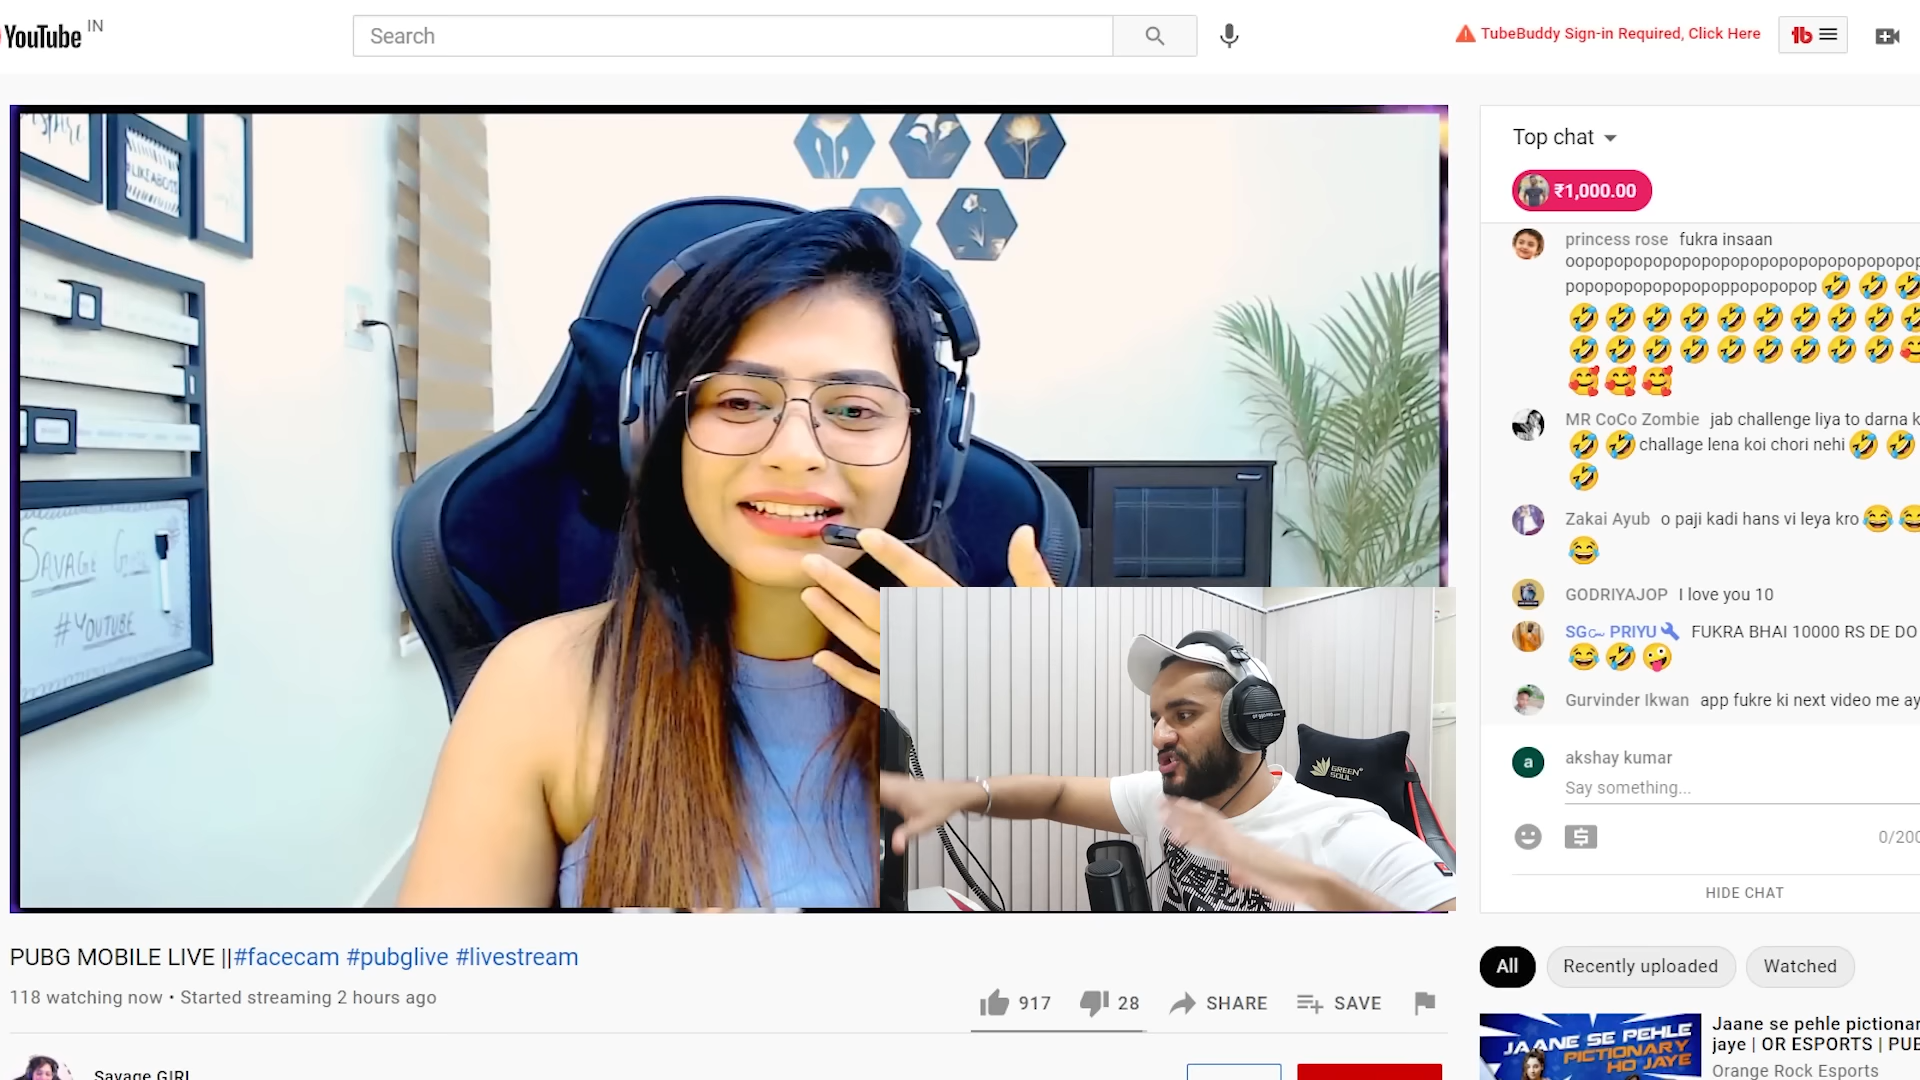 YouTube IN
Search
TubeBuddy Sign-in Required, Click Here
LIKEABOSS
SAVAGE GIRL
#YOUTUBE
GREEN SOUL
Top chat
₹1,000.00
princess rose fukra insaan
oopopopopopopopopopopopopopopopopop
popopopopopopoppopopopop 🤣 🤣 🤣
🤣 🤣 🤣 🤣 🤣 🤣 🤣 🤣 🤣 🤣
🤣 🤣 🤣 🤣 🤣 🤣 🤣 🤣 🤣 🥰
🥰 🥰 🥰
MR CoCo Zombie jab challenge liya to darna k
🤣 🤣 challage lena koi chori nehi 🤣 🤣
🤣
Zakai Ayub o paji kadi hans vi leya kro 😂 😂
😂
GODRIYAJOP I love you 10
SG PRIYU FUKRA BHAI 10000 RS DE DO
😂 🤣 🤪
Gurvinder Ikwan app fukre ki next video me ay
a
akshay kumar
Say something...
0/200
HIDE CHAT
PUBG MOBILE LIVE ||#facecam #pubglive #livestream
118 watching now • Started streaming 2 hours ago
917 28 SHARE SAVE
Savage GIRL
All Recently uploaded Watched
JAANE SE PEHLE
PICTIONARY
HO JAYE
Jaane se pehle pictionar
jaye | OR ESPORTS | PUB
Orange Rock Esports